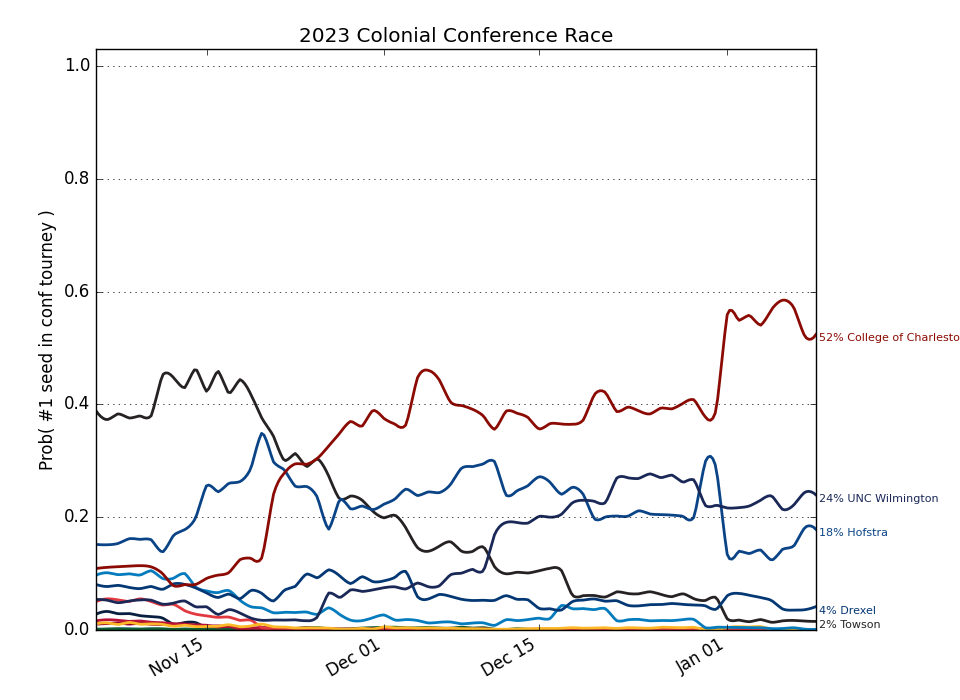 2023 Colonial Conference Race
Prob( #1 seed in conf tourney )
1.0
0.8
0.6
0.4
0.2
0.0
Nov 15
Dec 01
Dec 15
Jan 01
52% College of Charlesto
24% UNC Wilmington
18% Hofstra
4% Drexel
2% Towson